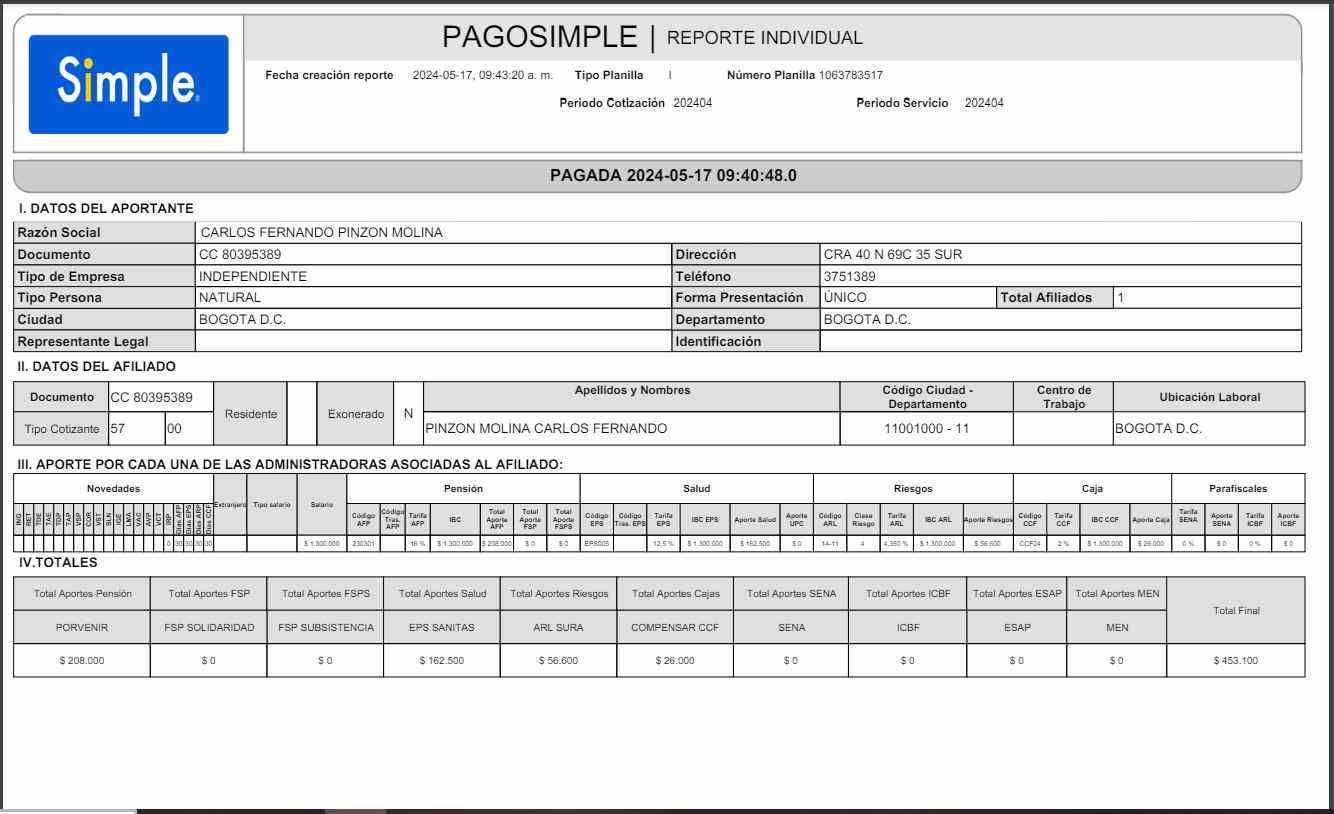 Simple.
PAGOSIMPLE | REPORTE INDIVIDUAL
Fecha creación reporte 2024-05-17, 09:43:20 a. m. Tipo Planilla I Número Planilla 1063783517
Periodo Cotización 202404 Periodo Servicio 202404
PAGADA 2024-05-17 09:40:48.0
I. DATOS DEL APORTANTE
Razón Social CARLOS FERNANDO PINZON MOLINA
Documento CC 80395389 Dirección CRA 40 N 69C 35 SUR
Tipo de Empresa INDEPENDIENTE Teléfono 3751389
Tipo Persona NATURAL Forma Presentación ÚNICO Total Afiliados 1
Ciudad BOGOTA D.C. Departamento BOGOTA D.C.
Representante Legal Identificación
II. DATOS DEL AFILIADO
Documento CC 80395389 Residente Exonerado N Apellidos y Nombres Código Ciudad - Departamento Centro de Trabajo Ubicación Laboral
Tipo Cotizante 57 00 PINZON MOLINA CARLOS FERNANDO 11001000 - 11 BOGOTA D.C.
III. APORTE POR CADA UNA DE LAS ADMINISTRADORAS ASOCIADAS AL AFILIADO:
Novedades Extranjero Tipo salario Salario Pensión Salud Riesgos Caja Parafiscales
ING RET TDE TAE TDP TAP VSP COR VST SLN IGE LMA VAC AVP VCT IRP Días AFP Días EPS Días ARP Días CCF Código AFP Código Tras. AFP Tarifa AFP IBC Total Aporte AFP Total Aporte FSP Total Aporte FSPS Código EPS Código Tras. EPS Tarifa EPS IBC EPS Aporte Salud Aporte UPC Código ARL Clase Riesgo Tarifa ARL IBC ARL Aporte Riesgos Código CCF Tarifa CCF IBC CCF Aporte Caja Tarifa SENA Aporte SENA Tarifa ICBF Aporte ICBF
0 30 30 30 30 $ 1.300.000 230301 16 % $ 1.300.000 $ 208.000 $ 0 $ 0 EPS005 12,5 % $ 1.300.000 $ 162.500 $ 0 14-11 4 4,350 % $ 1.300.000 $ 56.600 CCF24 2 % $ 1.300.000 $ 26.000 0 % $ 0 0 % $ 0
IV.TOTALES
Total Aportes Pensión Total Aportes FSP Total Aportes FSPS Total Aportes Salud Total Aportes Riesgos Total Aportes Cajas Total Aportes SENA Total Aportes ICBF Total Aportes ESAP Total Aportes MEN Total Final
PORVENIR FSP SOLIDARIDAD FSP SUBSISTENCIA EPS SANITAS ARL SURA COMPENSAR CCF SENA ICBF ESAP MEN
$ 208.000 $ 0 $ 0 $ 162.500 $ 56.600 $ 26.000 $ 0 $ 0 $ 0 $ 0 $ 453.100